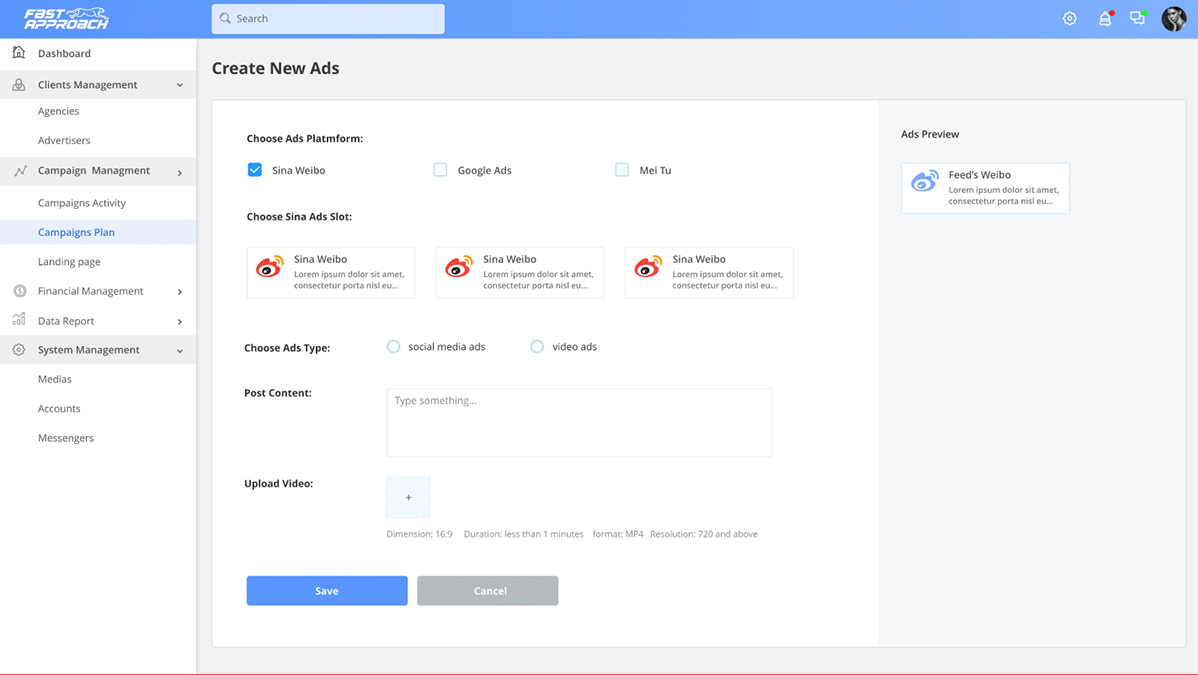 FAST
APPROACH
Search
Dashboard
Clients Management
Agencies
Advertisers
Campaign Managment
Campaigns Activity
Campaigns Plan
Landing page
Financial Management
Data Report
System Management
Medias
Accounts
Messengers
Create New Ads
Choose Ads Platmform:
Sina Weibo
Google Ads
Mei Tu
Choose Sina Ads Slot:
Sina Weibo
Lorem ipsum dolor sit amet,
consectetur porta nisl eu...
Sina Weibo
Lorem ipsum dolor sit amet,
consectetur porta nisl eu...
Sina Weibo
Lorem ipsum dolor sit amet,
consectetur porta nisl eu...
Choose Ads Type:
social media ads
video ads
Post Content:
Type something...
Upload Video:
+
Dimension: 16:9 Duration: less than 1 minutes format: MP4 Resolution: 720 and above
Save
Cancel
Ads Preview
Feed's Weibo
Lorem ipsum dolor sit amet,
consectetur porta nisl eu...